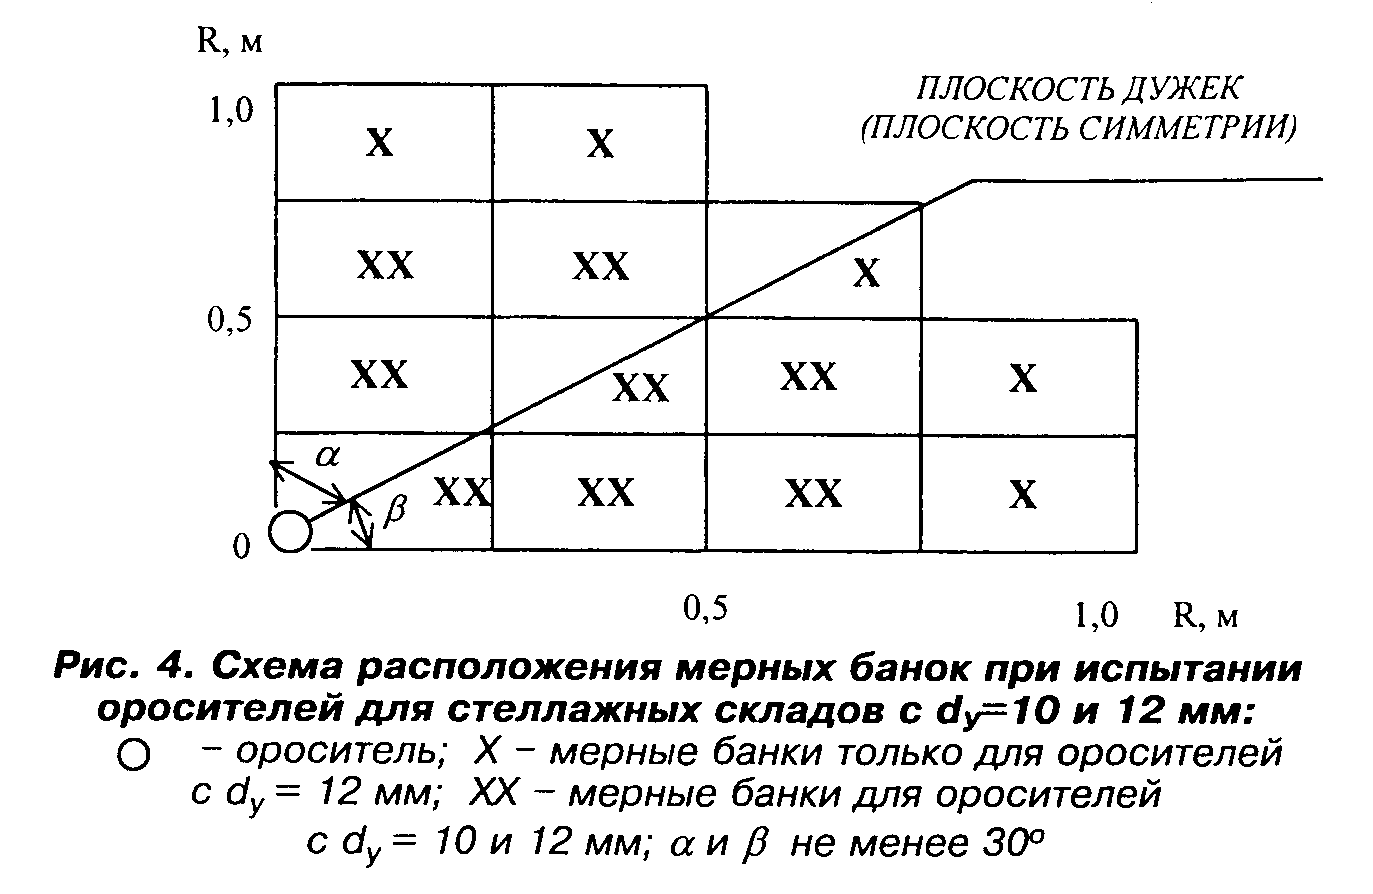 R, м
ПЛОСКОСТЬ ДУЖЕК
(ПЛОСКОСТЬ СИММЕТРИИ)
1,0
X X
XX XX X
0,5
XX XX XX X
α
XX XX XX X
β
0
0,5 1,0 R, м
Рис. 4. Схема расположения мерных банок при испытании
оросителей для стеллажных складов с dу=10 и 12 мм:
– ороситель; X – мерные банки только для оросителей
с dу = 12 мм; XX – мерные банки для оросителей
с dу = 10 и 12 мм; α и β не менее 30°